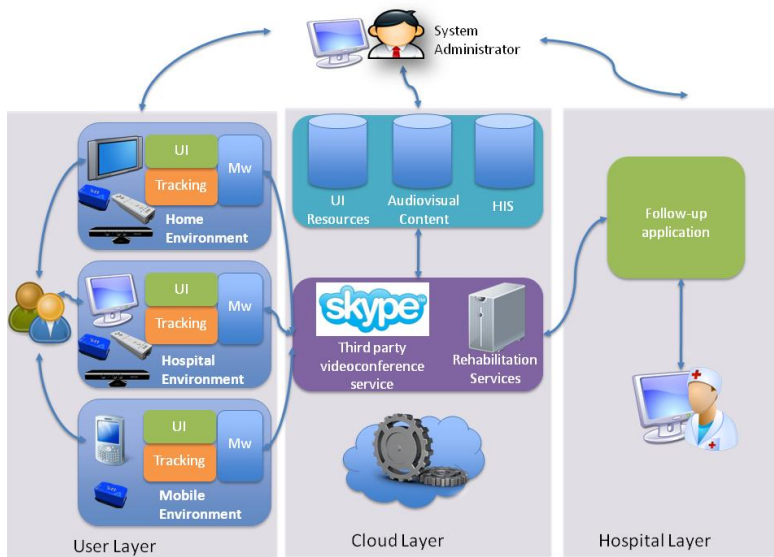 System
Administrator
UI
Tracking
Mw
Home
Environment
UI
Tracking
Mw
Hospital
Environment
UI
Tracking
Mw
Mobile
Environment
User Layer
UI
Resources
Audiovisual
Content
HIS
skype
Third party
videoconference
service
Rehabilitation
Services
Cloud Layer
Follow-up
application
Hospital Layer